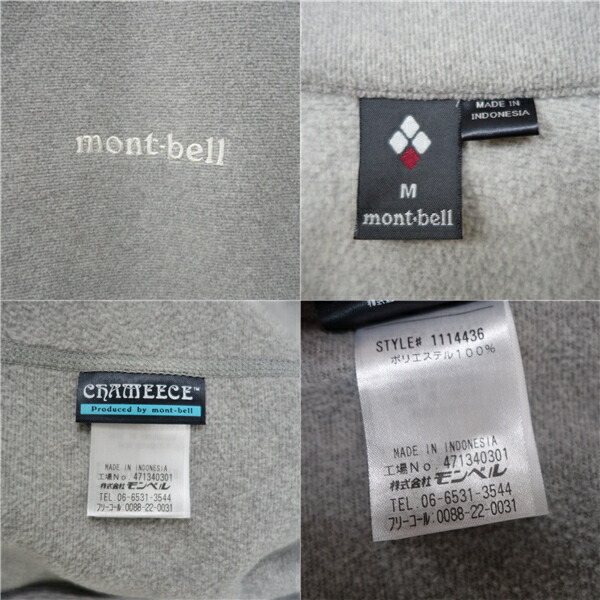 mont-bell
MADE IN
INDONESIA
M
mont-bell
CHAMEECE™
Produced by mont-bell
MADE IN INDONESIA
工場No. 471340301
株式会社モンベル
TEL 06-6531-3544
フリーコール:0088-22-0031
STYLE# 1114436
ポリエステル100%
MADE IN INDONESIA
工場No. 471340301
株式会社モンベル
TEL. 06-6531-3544
フリーコール:0088-22-0031